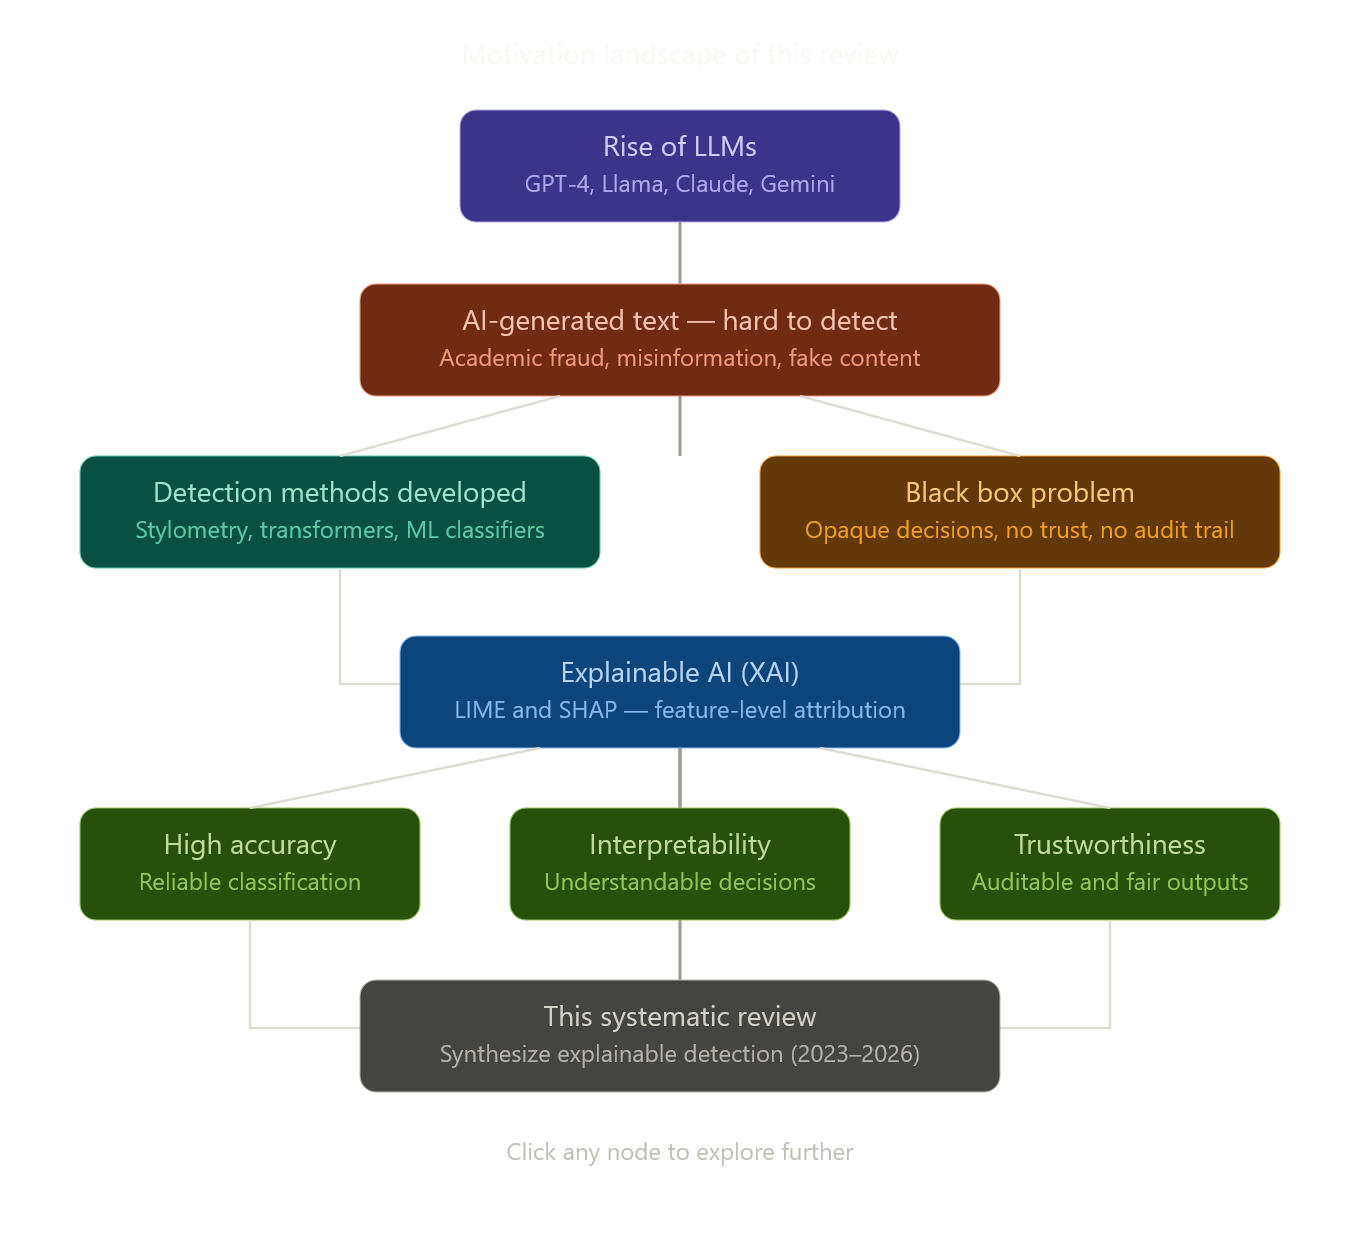 Motivation landscape of this review
Rise of LLMs
GPT-4, Llama, Claude, Gemini
AI-generated text — hard to detect
Academic fraud, misinformation, fake content
Detection methods developed
Stylometry, transformers, ML classifiers
Black box problem
Opaque decisions, no trust, no audit trail
Explainable AI (XAI)
LIME and SHAP — feature-level attribution
High accuracy
Reliable classification
Interpretability
Understandable decisions
Trustworthiness
Auditable and fair outputs
This systematic review
Synthesize explainable detection (2023–2026)
Click any node to explore further